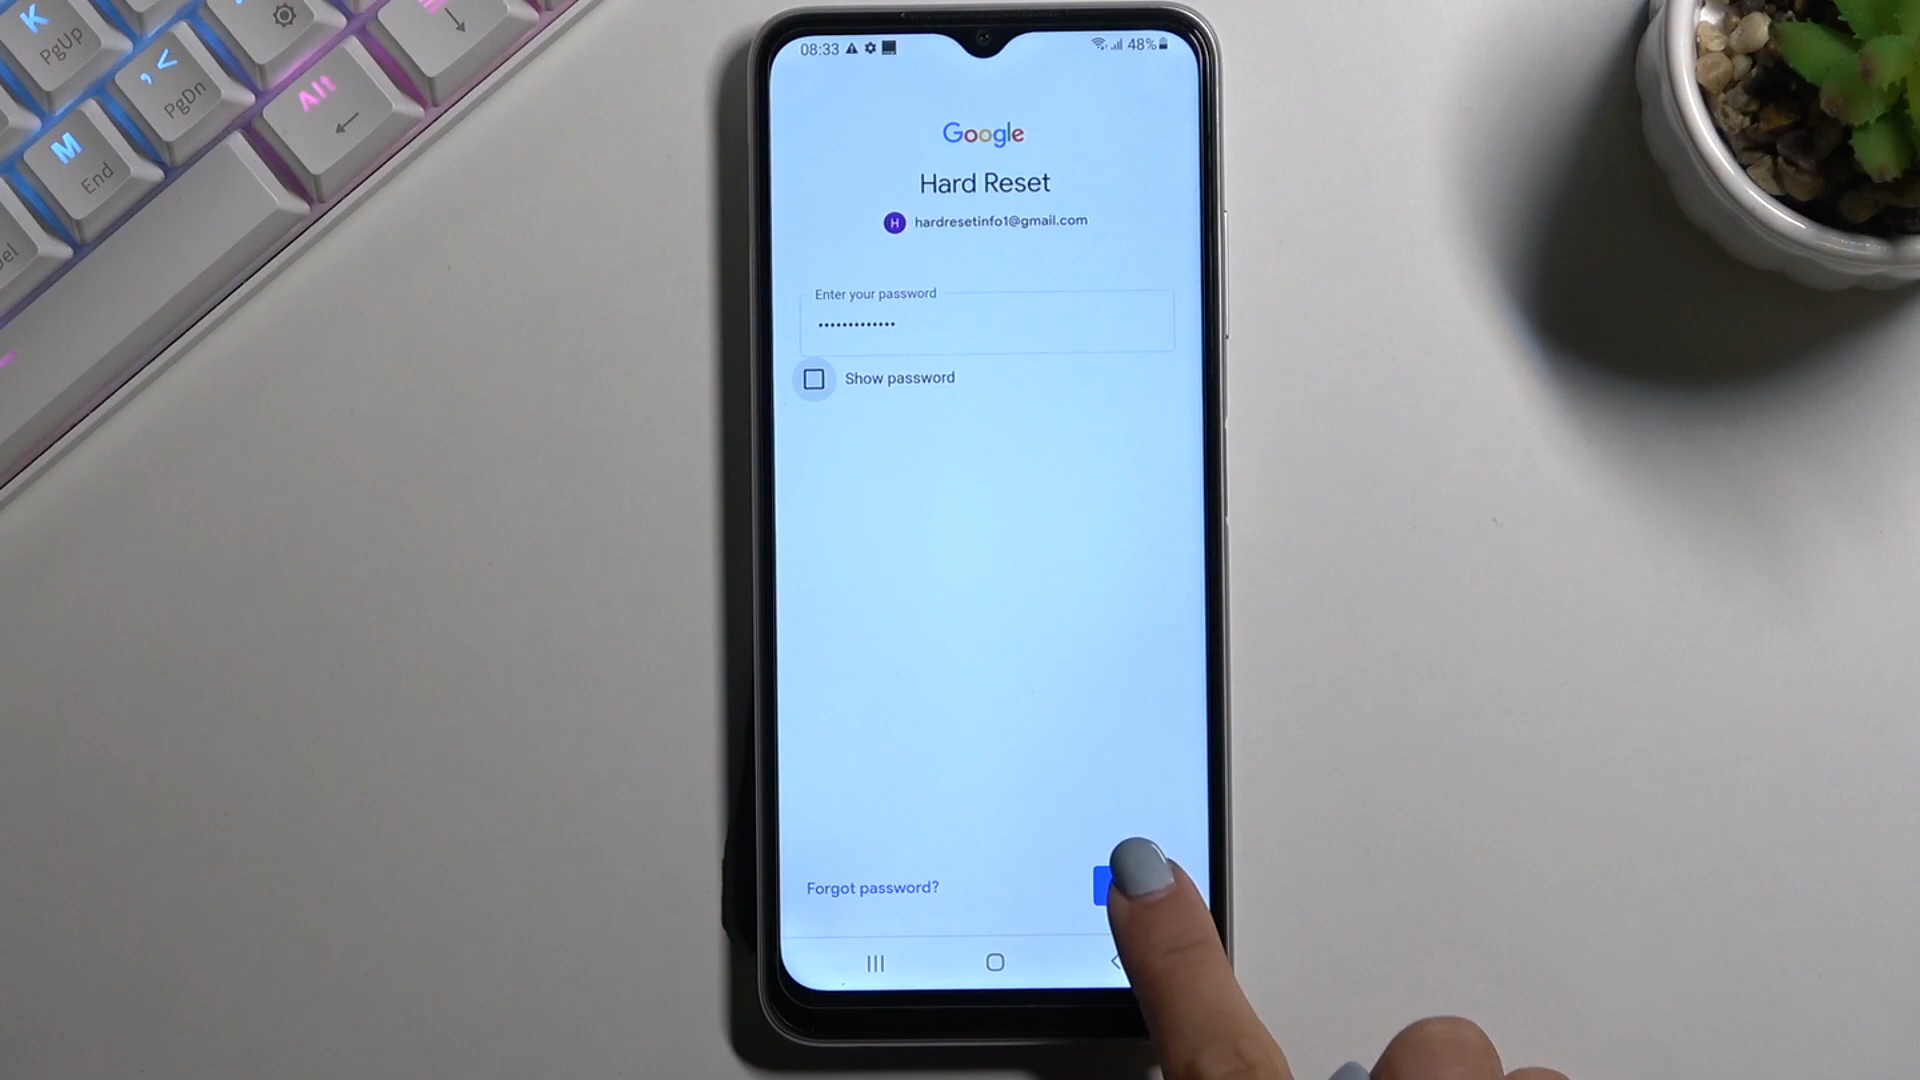 K
PgUp
, <
PgDn
Alt
M
End
08:33
48%
Google
Hard Reset
H hardresetinfo1@gmail.com
Enter your password
•••••••••••••
Show password
Forgot password?